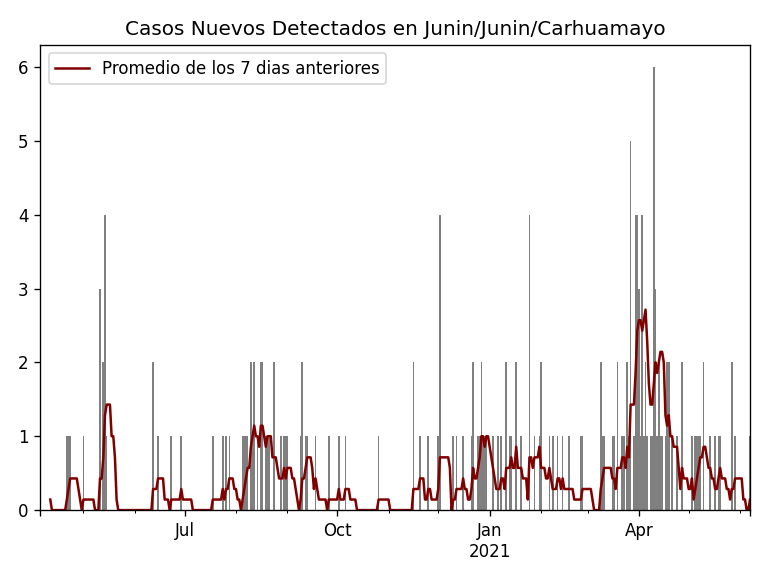 Casos Nuevos Detectados en Junin/Junin/Carhuamayo
Promedio de los 7 dias anteriores
6
5
4
3
2
1
0
Jul
Oct
Jan
2021
Apr